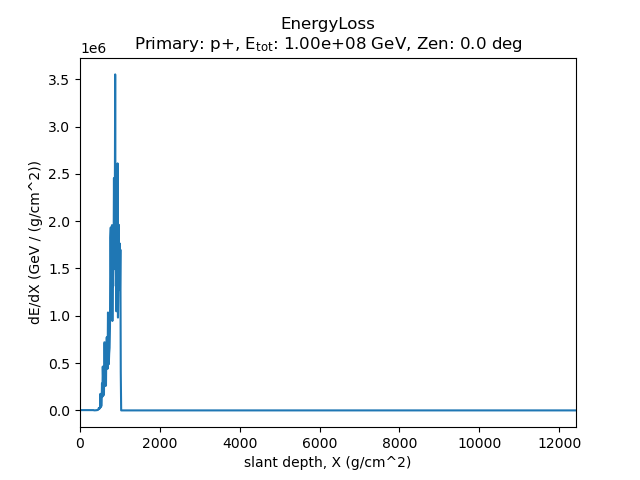 EnergyLoss
Primary: p+, E_tot: 1.00e+08 GeV, Zen: 0.0 deg
1e6
3.5
3.0
2.5
2.0
1.5
1.0
0.5
0.0
dE/dX (GeV / (g/cm^2))
0 2000 4000 6000 8000 10000 12000
slant depth, X (g/cm^2)